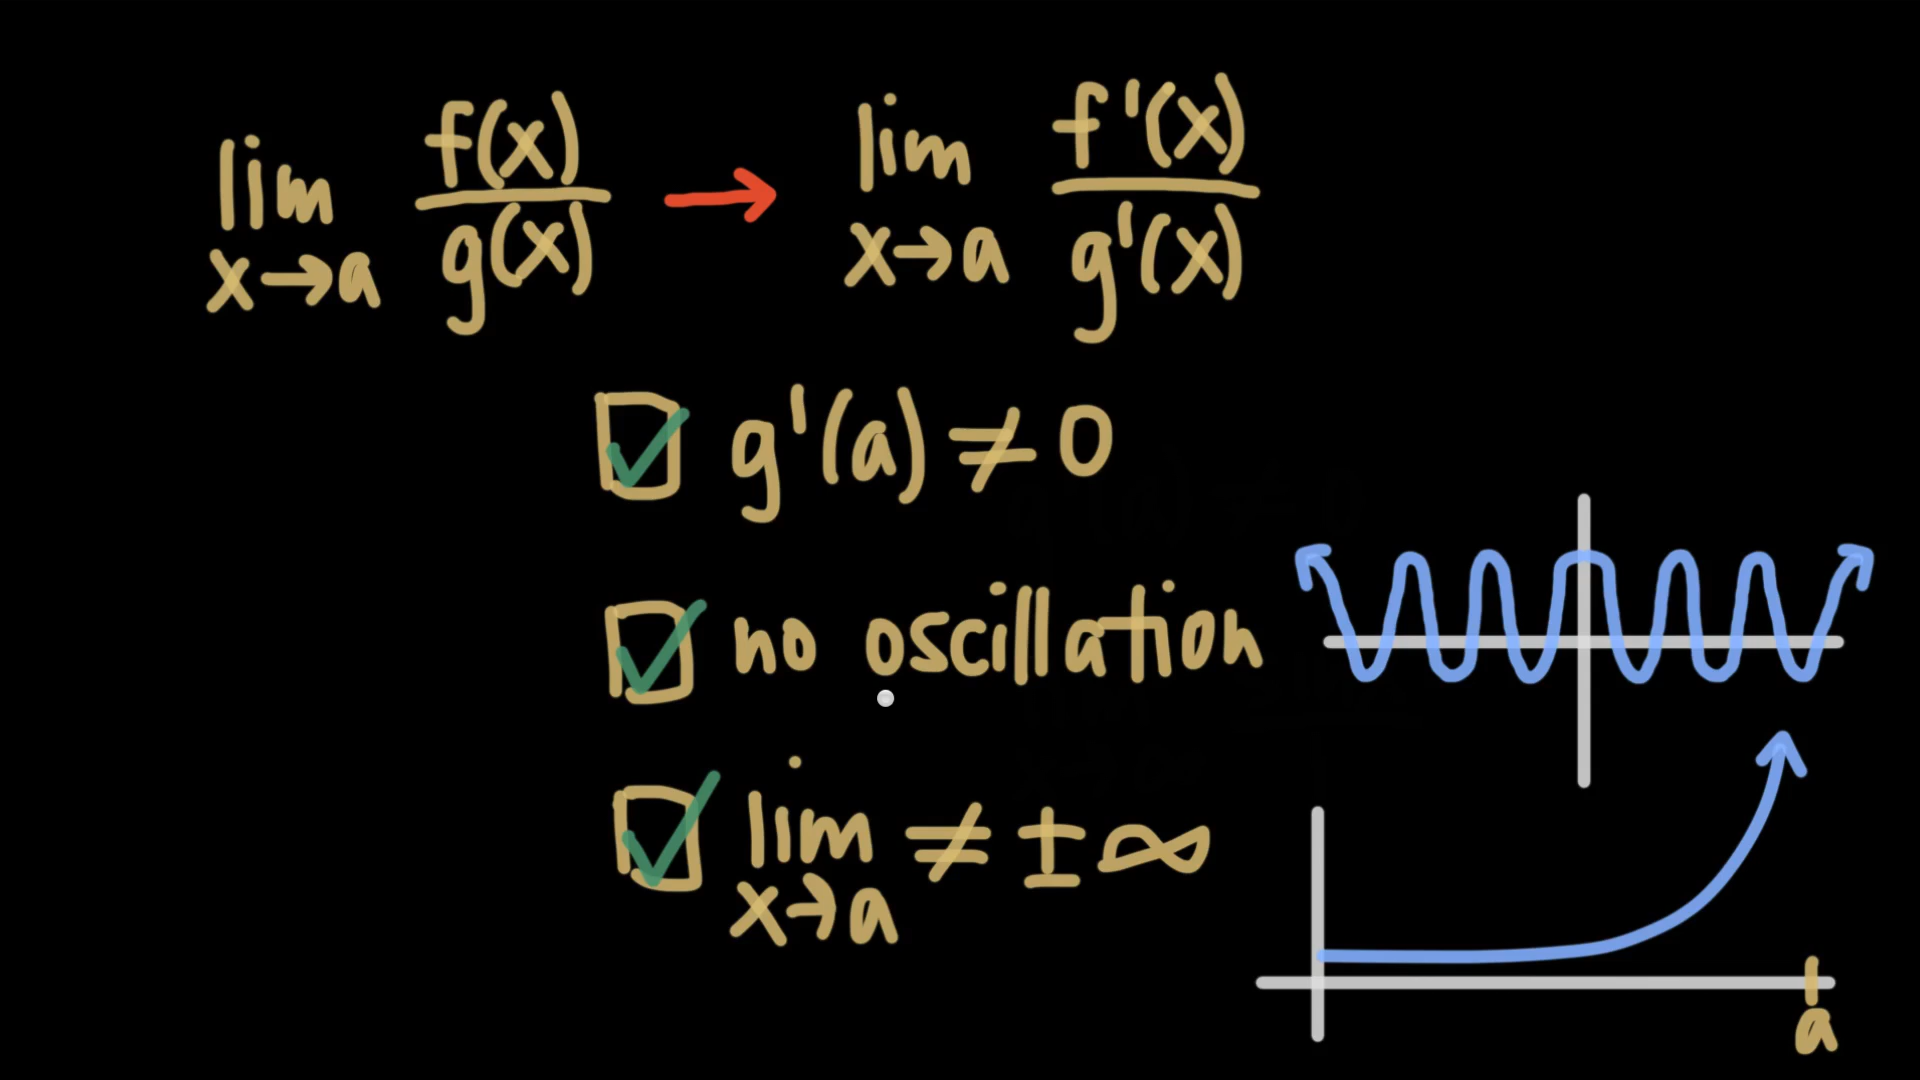 lim x→a f(x)/g(x) → lim x→a f'(x)/g'(x)
g'(a) ≠ 0
no oscillation
lim x→a ≠ ±∞
a